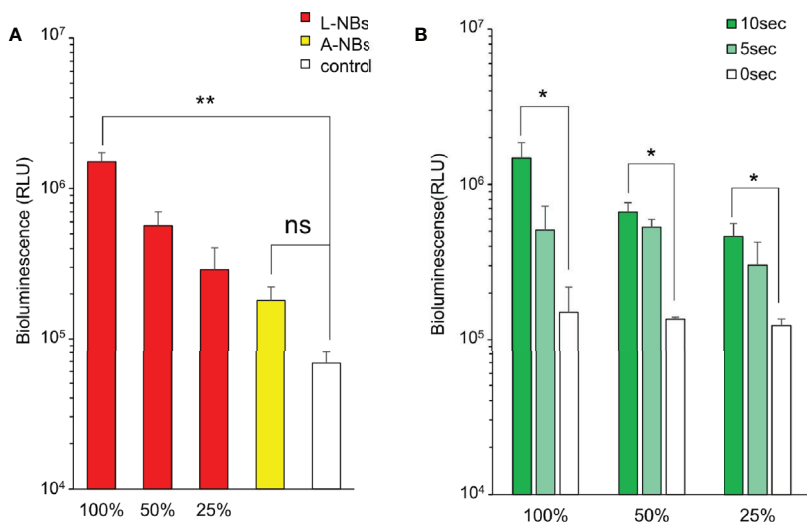 A
L-NBs
A-NBs
control
Bioluminescence (RLU)
10⁷
10⁶
10⁵
10⁴
**
ns
100% 50% 25%
B
10sec
5sec
0sec
Bioluminescense(RLU)
10⁷
10⁶
10⁵
10⁴
*
*
*
100% 50% 25%